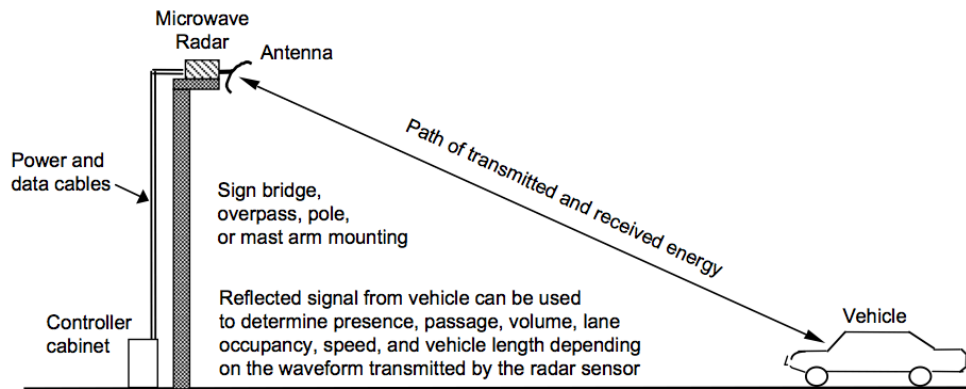 Microwave
Radar
Antenna
Path of transmitted and received energy
Power and
data cables
Sign bridge,
overpass, pole,
or mast arm mounting
Reflected signal from vehicle can be used
to determine presence, passage, volume, lane
occupancy, speed, and vehicle length depending
on the waveform transmitted by the radar sensor
Controller
cabinet
Vehicle